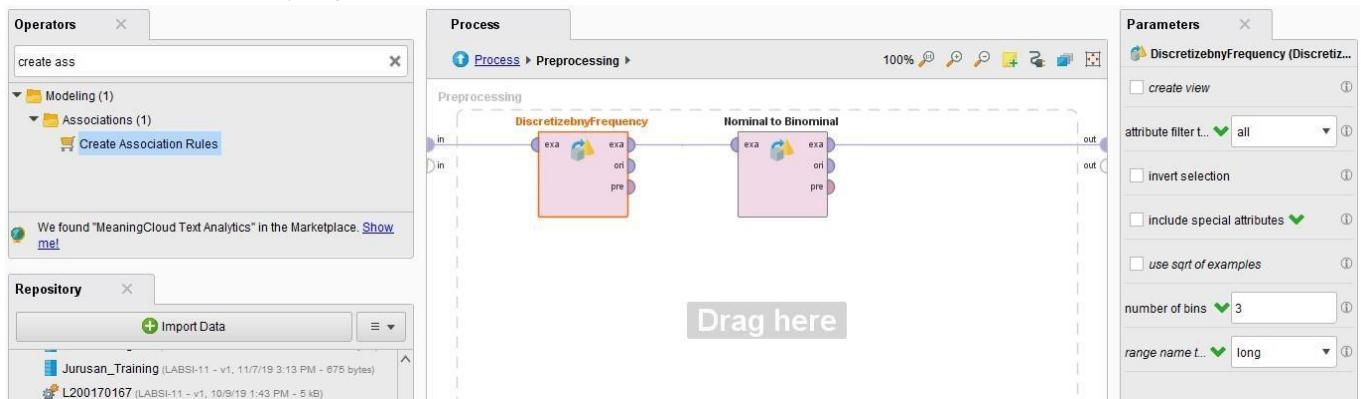 Operators
create ass
Modeling (1)
Associations (1)
Create Association Rules
We found "MeaningCloud Text Analytics" in the Marketplace. Show
me!
Repository
Import Data
Jurusan_Training (LABSI-11 - v1, 11/7/19 3:13 PM - 675 bytes)
L200170167 (LABSI-11 - v1, 10/9/19 1:43 PM - 5 kB)
Process
Process Preprocessing
100%
Preprocessing
DiscretizebnyFrequency
Nominal to Binominal
in
exa exa
exa exa
out
in
ori
ori
out
pre
pre
Drag here
Parameters
DiscretizebnyFrequency (Discretiz...
create view
attribute filter t... all
invert selection
include special attributes
use sqrt of examples
number of bins 3
range name t... long